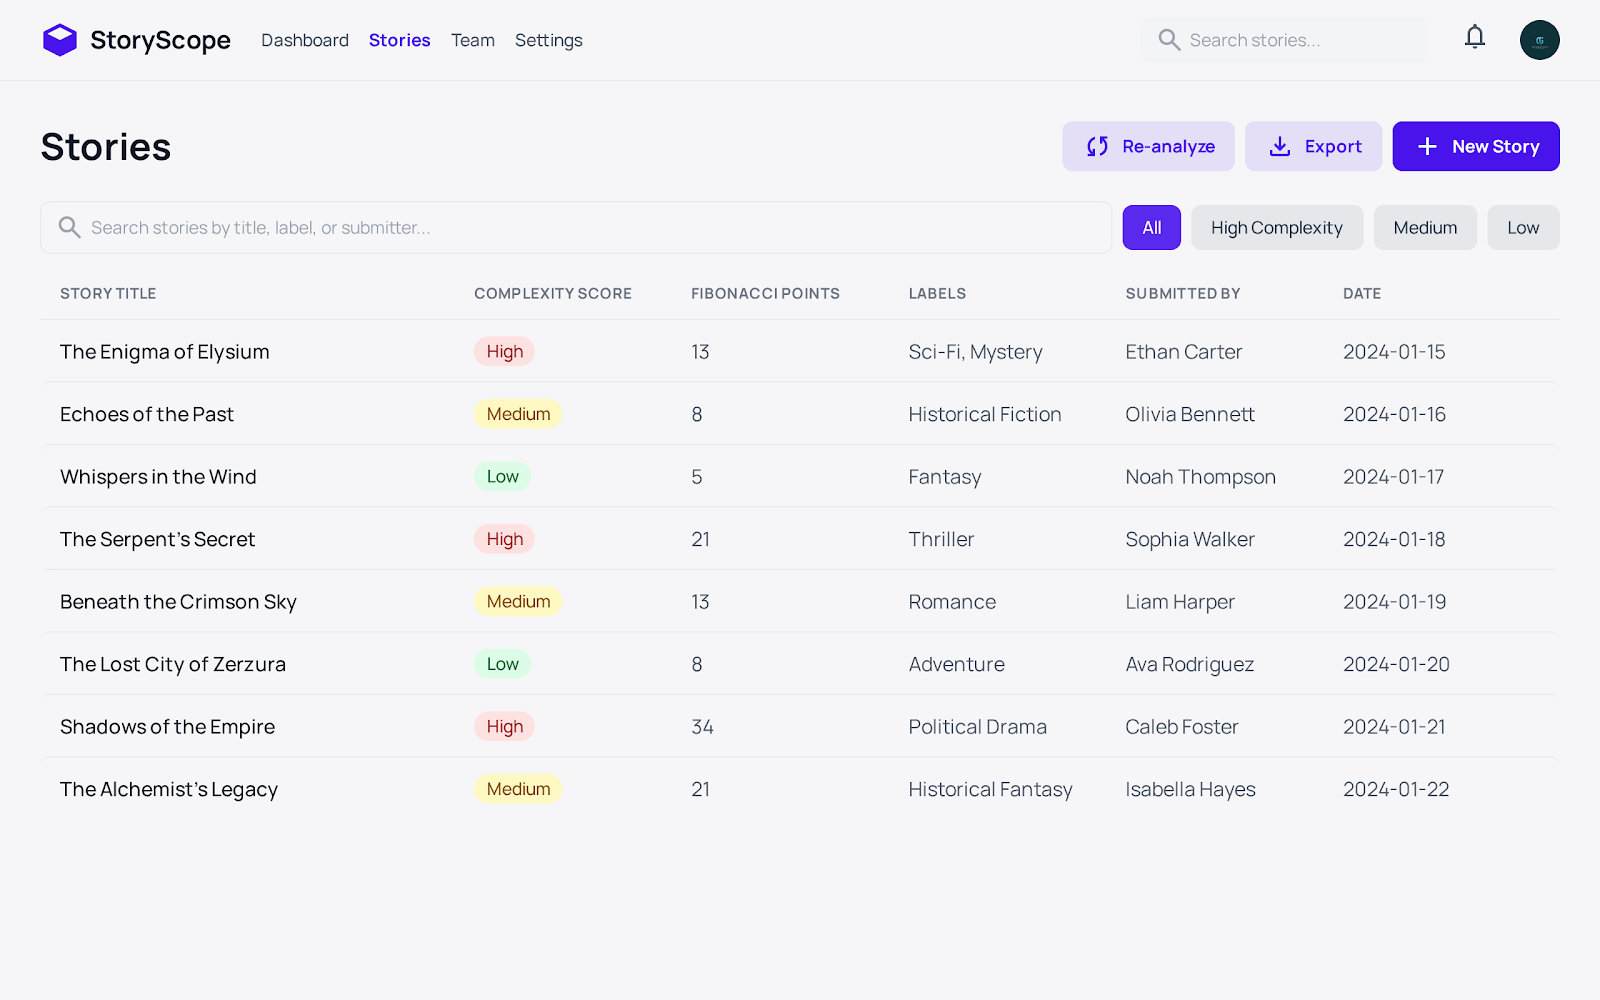 StoryScope Dashboard Stories Team Settings Search stories...
Stories Re-analyze Export New Story
Search stories by title, label, or submitter... All High Complexity Medium Low
STORY TITLE COMPLEXITY SCORE FIBONACCI POINTS LABELS SUBMITTED BY DATE
The Enigma of Elysium High 13 Sci-Fi, Mystery Ethan Carter 2024-01-15
Echoes of the Past Medium 8 Historical Fiction Olivia Bennett 2024-01-16
Whispers in the Wind Low 5 Fantasy Noah Thompson 2024-01-17
The Serpent's Secret High 21 Thriller Sophia Walker 2024-01-18
Beneath the Crimson Sky Medium 13 Romance Liam Harper 2024-01-19
The Lost City of Zerzura Low 8 Adventure Ava Rodriguez 2024-01-20
Shadows of the Empire High 34 Political Drama Caleb Foster 2024-01-21
The Alchemist's Legacy Medium 21 Historical Fantasy Isabella Hayes 2024-01-22